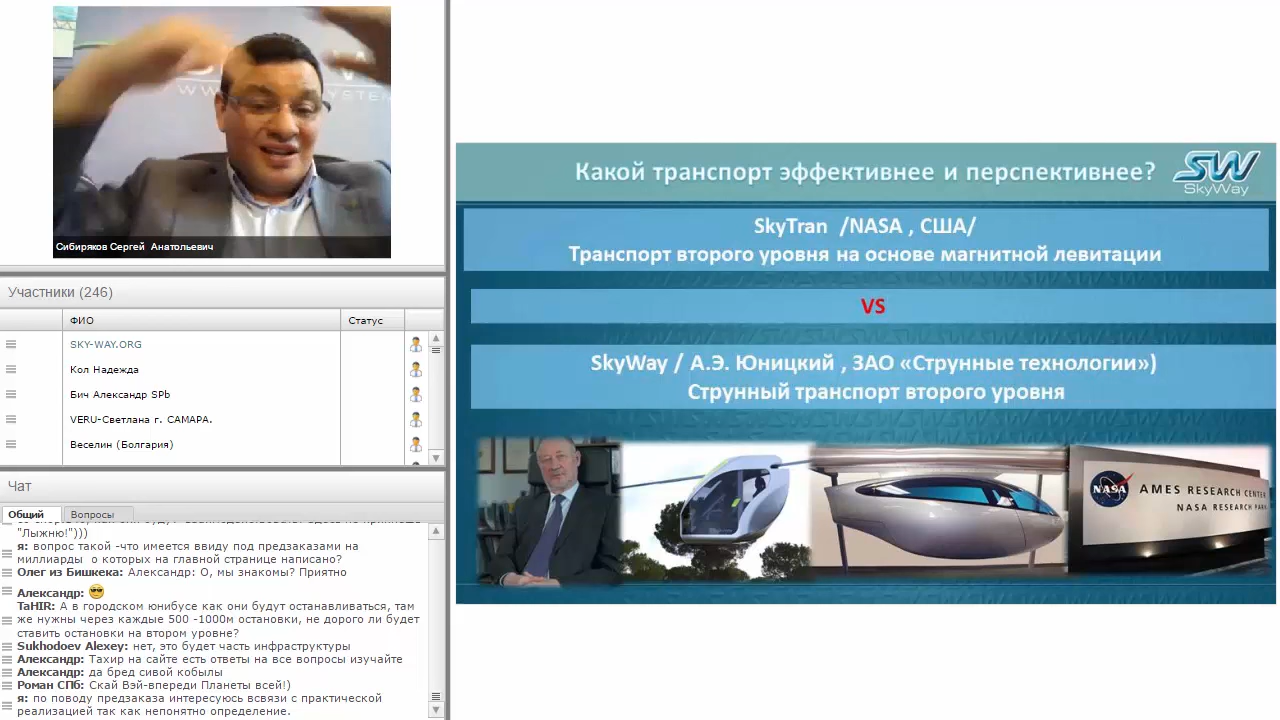 WW
YSTEM
Сибиряков Сергей Анатольевич
Участники (246)
ФИО
Статус
SKY-WAY.ORG
Кол Надежда
Бич Александр SPb
VERU-Светлана г. САМАРА.
Веселин (Болгария)
Чат
Общий
Вопросы
"Лыжню!")))
я: вопрос такой -что имеется ввиду под предзаказами на
миллиарды о которых на главной странице написано?
Олег из Бишкека: Александр: О, мы знакомы? Приятно
Александр:
TaHIR: А в городском юнибусе как они будут останавливаться, там
же нужны через каждые 500 -1000м остановки, не дорого ли будет
ставить остановки на втором уровне?
Sukhodoev Alexey: нет, это будет часть инфраструктуры
Александр: Тахир на сайте есть ответы на все вопросы изучайте
Александр: да бред сивой кобылы
Роман СПб: Скай Вэй-впереди Планеты всей!)
я: по поводу предзаказа интересуюсь всвязи с практической
реализацией так как непонятно определение.
Какой транспорт эффективнее и перспективнее?
SW
SkyWay
SkyTran /NASA , США/
Транспорт второго уровня на основе магнитной левитации
VS
SkyWay / А.Э. Юницкий , ЗАО «Струнные технологии»)
Струнный транспорт второго уровня
NASA
AMES RESEARCH CENTER
NASA RESEARCH PARK